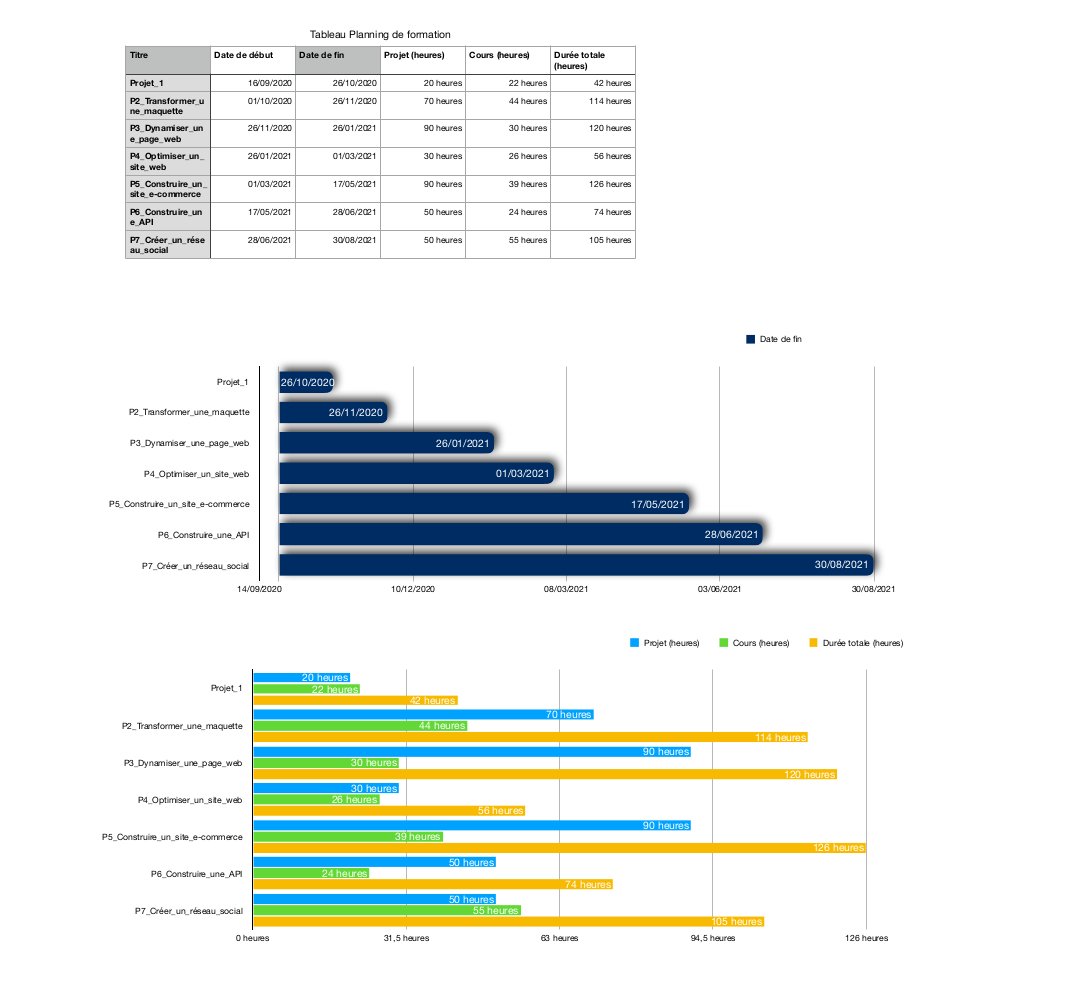 Tableau Planning de formation
Titre Date de début Date de fin Projet (heures) Cours (heures) Durée totale
(heures)
Projet_1 16/09/2020 26/10/2020 20 heures 22 heures 42 heures
P2_Transformer_u 01/10/2020 26/11/2020 70 heures 44 heures 114 heures
ne_maquette
P3_Dynamiser_un 26/11/2020 26/01/2021 90 heures 30 heures 120 heures
e_page_web
P4_Optimiser_un_ 26/01/2021 01/03/2021 30 heures 26 heures 56 heures
site_web
P5_Construire_un_ 01/03/2021 17/05/2021 90 heures 39 heures 126 heures
site_e-commerce
P6_Construire_un 17/05/2021 28/06/2021 50 heures 24 heures 74 heures
e_API
P7_Créer_un_rése 28/06/2021 30/08/2021 50 heures 55 heures 105 heures
au_social
Date de fin
Projet_1 26/10/2020
P2_Transformer_une_maquette 26/11/2020
P3_Dynamiser_une_page_web 26/01/2021
P4_Optimiser_un_site_web 01/03/2021
P5_Construire_un_site_e-commerce 17/05/2021
P6_Construire_une_API 28/06/2021
P7_Créer_un_réseau_social 30/08/2021
14/09/2020 10/12/2020 08/03/2021 03/06/2021 30/08/2021
Projet (heures) Cours (heures) Durée totale (heures)
20 heures
Projet_1 22 heures
42 heures
70 heures
P2_Transformer_une_maquette 44 heures
114 heures
90 heures
P3_Dynamiser_une_page_web 30 heures
120 heures
30 heures
P4_Optimiser_un_site_web 26 heures
56 heures
90 heures
P5_Construire_un_site_e-commerce 39 heures
126 heures
50 heures
P6_Construire_une_API 24 heures
74 heures
50 heures
P7_Créer_un_réseau_social 55 heures
105 heures
0 heures 31,5 heures 63 heures 94,5 heures 126 heures